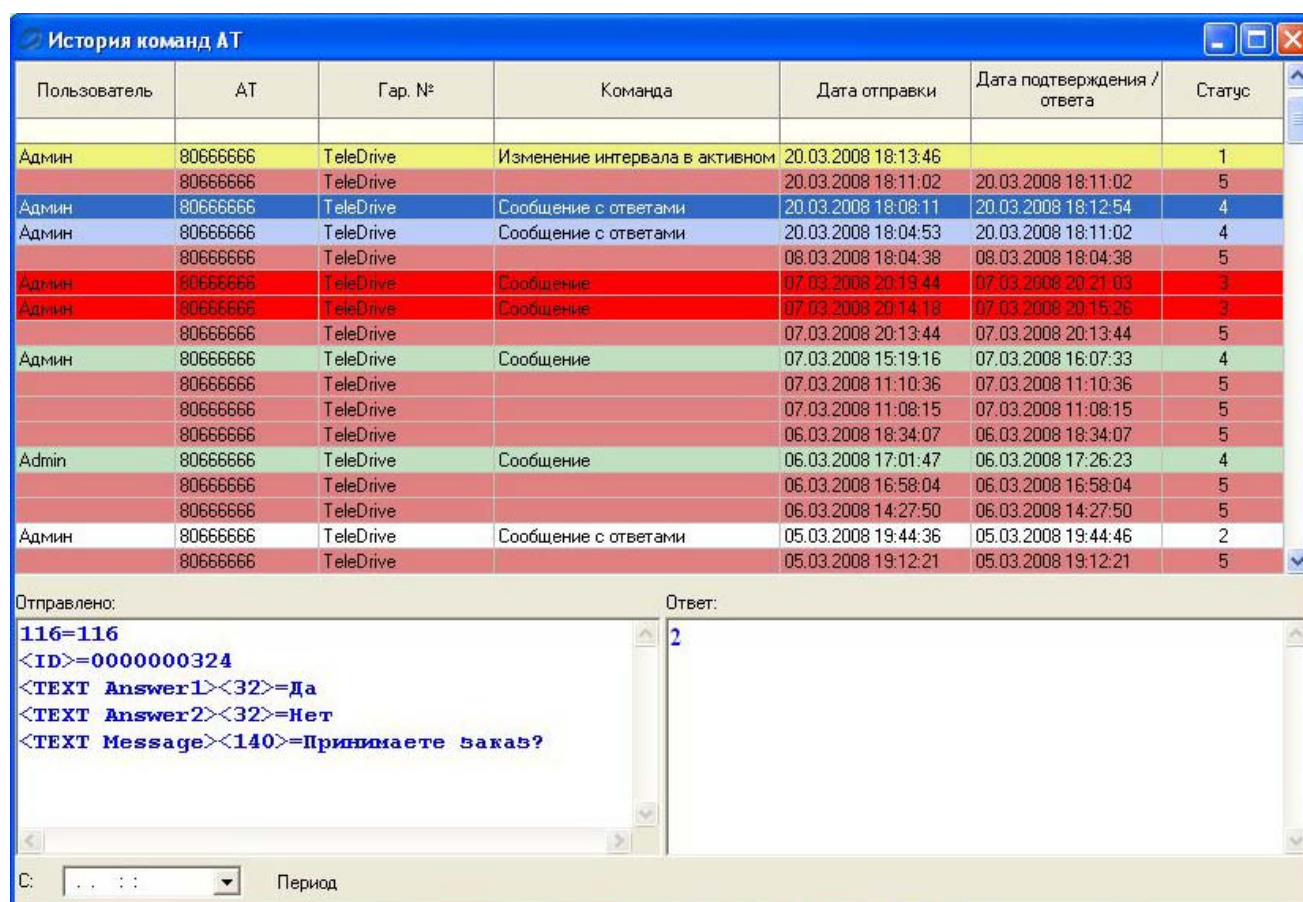 История команд АТ
Пользователь АТ Гар. № Команда Дата отправки Дата подтверждения / ответа Статус
Админ 80666666 TeleDrive Изменение интервала в активном 20.03.2008 18:13:46 1
80666666 TeleDrive 20.03.2008 18:11:02 20.03.2008 18:11:02 5
Админ 80666666 TeleDrive Сообщение с ответами 20.03.2008 18:08:11 20.03.2008 18:12:54 4
Админ 80666666 TeleDrive Сообщение с ответами 20.03.2008 18:04:53 20.03.2008 18:11:02 4
80666666 TeleDrive 08.03.2008 18:04:38 08.03.2008 18:04:38 5
Админ 80666666 TeleDrive Сообщение 07.03.2008 20:19:44 07.03.2008 20:21:03 3
Админ 80666666 TeleDrive Сообщение 07.03.2008 20:14:18 07.03.2008 20:15:26 3
80666666 TeleDrive 07.03.2008 20:13:44 07.03.2008 20:13:44 5
Админ 80666666 TeleDrive Сообщение 07.03.2008 15:19:16 07.03.2008 16:07:33 4
80666666 TeleDrive 07.03.2008 11:10:36 07.03.2008 11:10:36 5
80666666 TeleDrive 07.03.2008 11:08:15 07.03.2008 11:08:15 5
80666666 TeleDrive 06.03.2008 18:34:07 06.03.2008 18:34:07 5
Admin 80666666 TeleDrive Сообщение 06.03.2008 17:01:47 06.03.2008 17:26:23 4
80666666 TeleDrive 06.03.2008 16:58:04 06.03.2008 16:58:04 5
80666666 TeleDrive 06.03.2008 14:27:50 06.03.2008 14:27:50 5
Админ 80666666 TeleDrive Сообщение с ответами 05.03.2008 19:44:36 05.03.2008 19:44:46 2
80666666 TeleDrive 05.03.2008 19:12:21 05.03.2008 19:12:21 5
Отправлено: Ответ:
116=116 2
<ID>=0000000324
<TEXT Answer1><32>=Да
<TEXT Answer2><32>=Нет
<TEXT Message><140>=Принимаете заказ?
С: . . : : Период